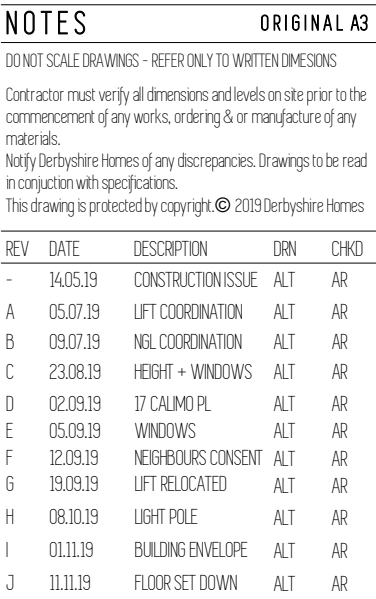 NOTES ORIGINAL A3
DO NOT SCALE DRAWINGS - REFER ONLY TO WRITTEN DIMESIONS
Contractor must verify all dimensions and levels on site prior to the
commencement of any works, ordering & or manufacture of any
materials.
Notify Derbyshire Homes of any discrepancies. Drawings to be read
in conjuction with specifications.
This drawing is protected by copyright.© 2019 Derbyshire Homes
REV DATE DESCRIPTION DRN CHKD
- 14.05.19 CONSTRUCTION ISSUE ALT AR
A 05.07.19 LIFT COORDINATION ALT AR
B 09.07.19 NGL COORDINATION ALT AR
C 23.08.19 HEIGHT + WINDOWS ALT AR
D 02.09.19 17 CALIMO PL ALT AR
E 05.09.19 WINDOWS ALT AR
F 12.09.19 NEIGHBOURS CONSENT ALT AR
G 19.09.19 LIFT RELOCATED ALT AR
H 08.10.19 LIGHT POLE ALT AR
I 01.11.19 BUILDING ENVELOPE ALT AR
J 11.11.19 FLOOR SET DOWN ALT AR